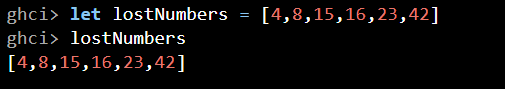 ghci> let lostNumbers = [4,8,15,16,23,42]
ghci> lostNumbers
[4,8,15,16,23,42]